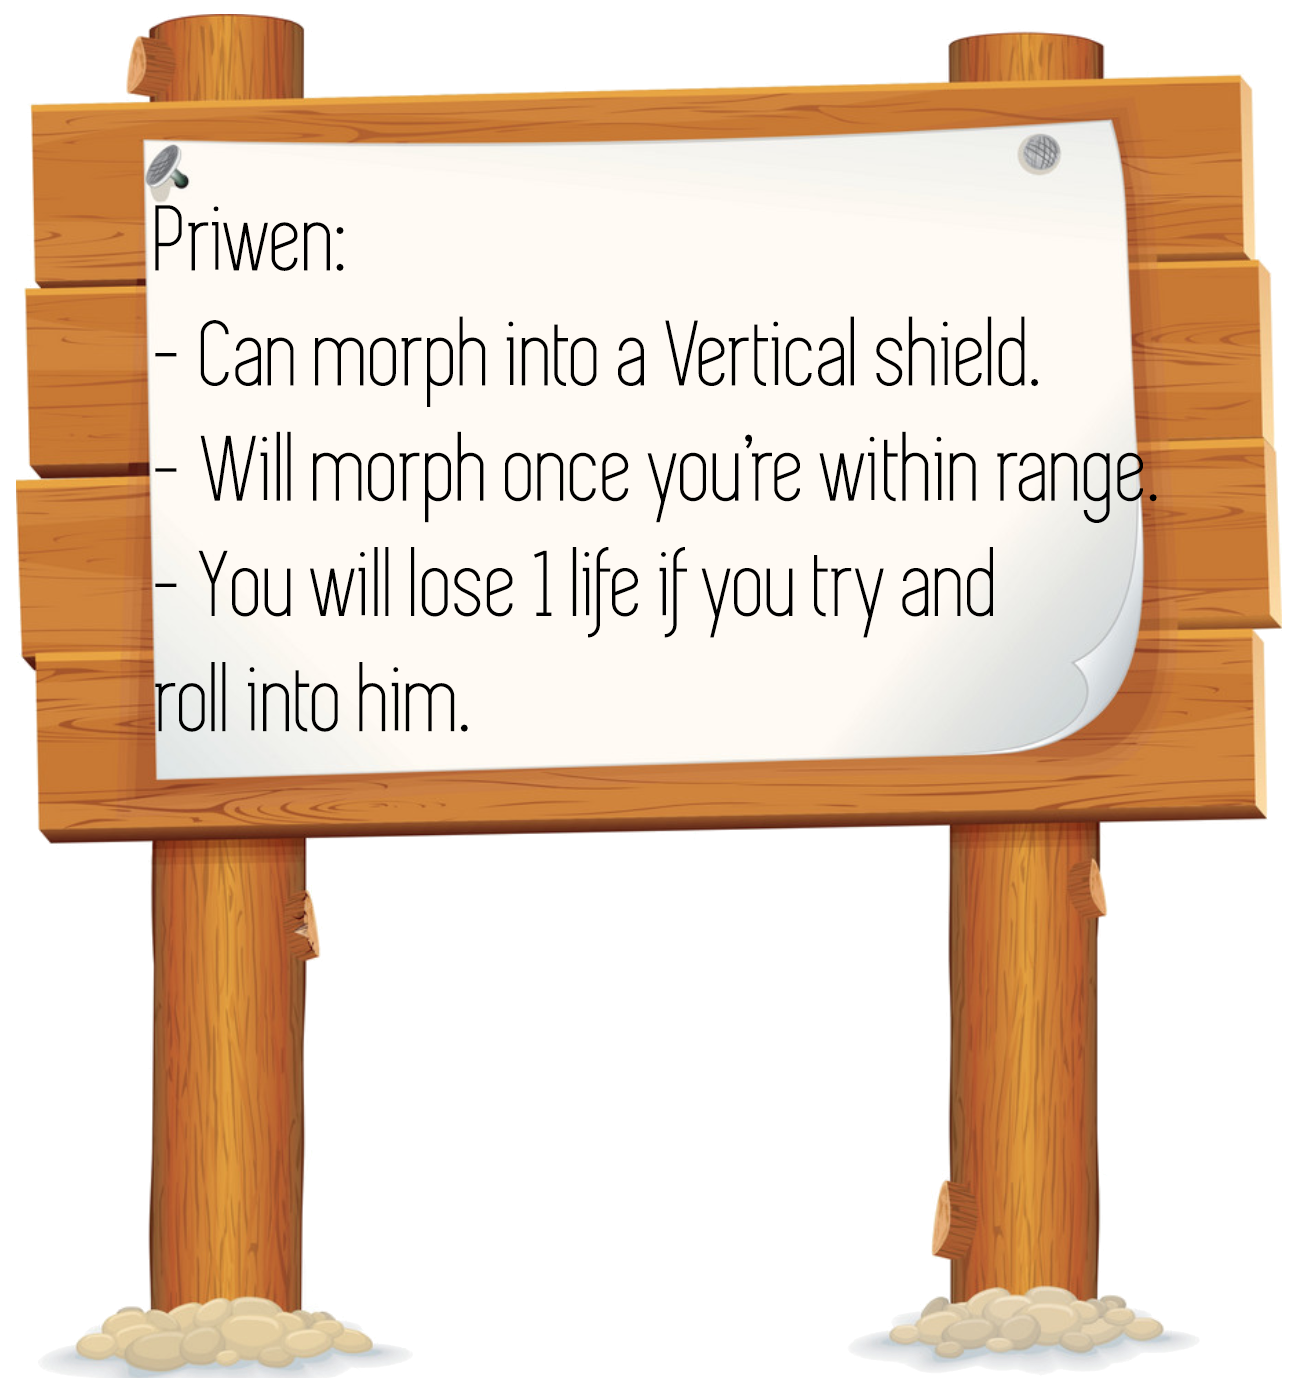 Priwen:
- Can morph into a Vertical shield.
- Will morph once you’re within range.
- You will lose 1 life if you try and
roll into him.